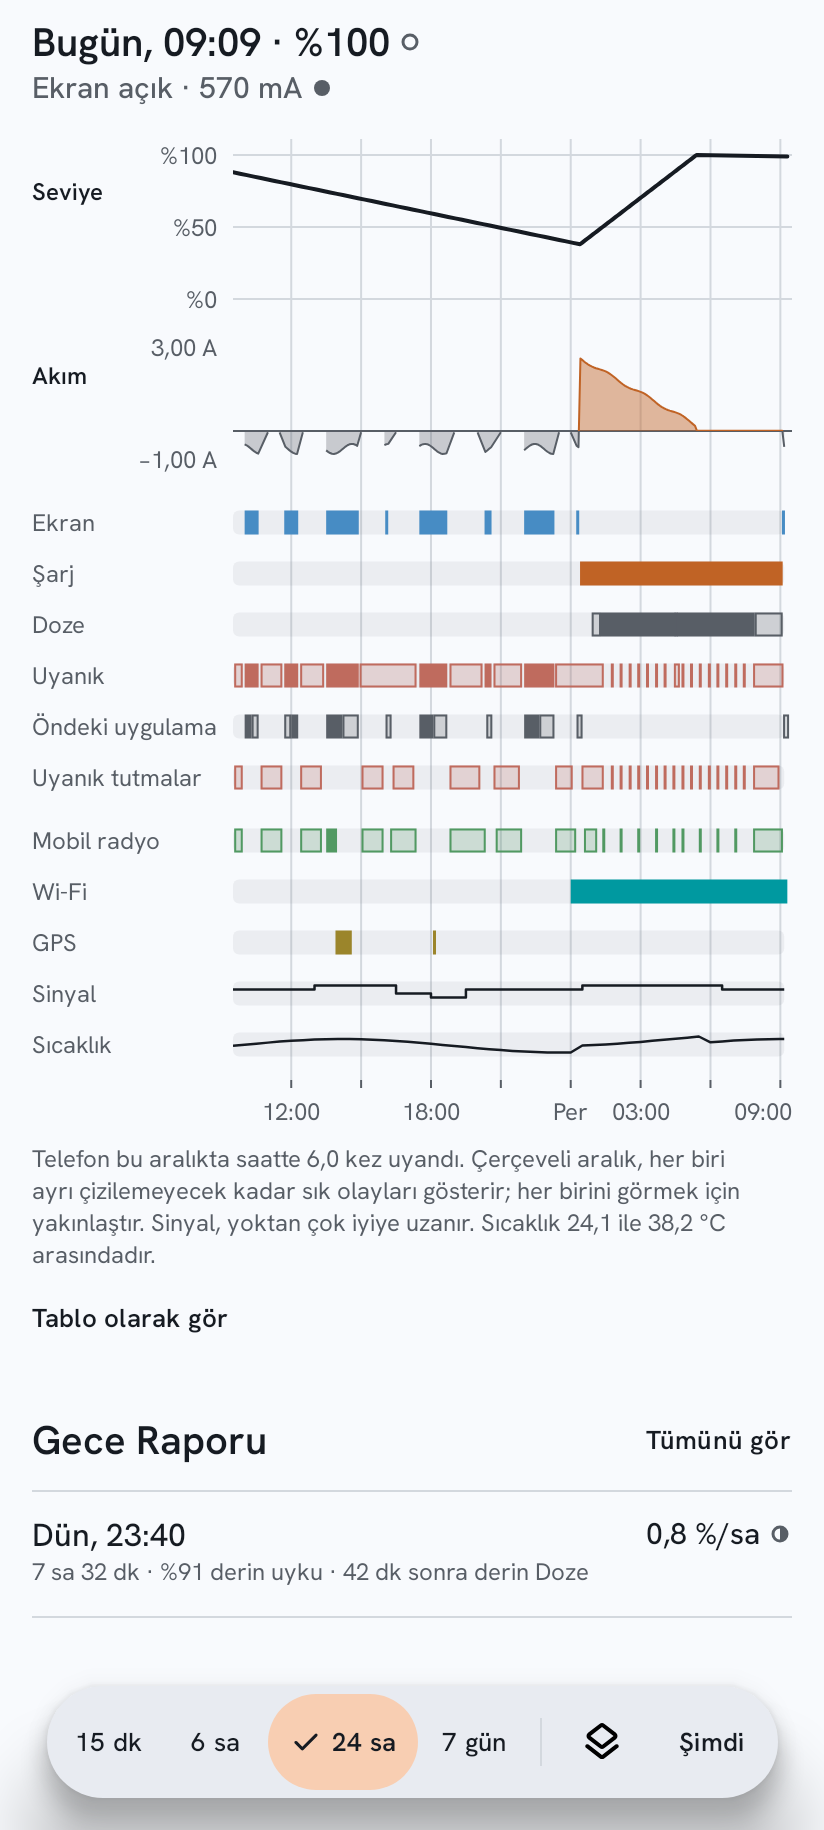 Bugün, 09:09 · %100
Ekran açık · 570 mA
%100
Seviye
%50
%0
3,00 A
Akım
−1,00 A
Ekran
Şarj
Doze
Uyanık
Öndeki uygulama
Uyanık tutmalar
Mobil radyo
Wi-Fi
GPS
Sinyal
Sıcaklık
12:00 18:00 Per 03:00 09:00
Telefon bu aralıkta saatte 6,0 kez uyandı. Çerçeveli aralık, her biri
ayrı çizilemeyecek kadar sık olayları gösterir; her birini görmek için
yakınlaştır. Sinyal, yoktan çok iyiye uzanır. Sıcaklık 24,1 ile 38,2 °C
arasındadır.
Tablo olarak gör
Gece Raporu Tümünü gör
Dün, 23:40 0,8 %/sa
7 sa 32 dk · %91 derin uyku · 42 dk sonra derin Doze
15 dk 6 sa 24 sa 7 gün Şimdi